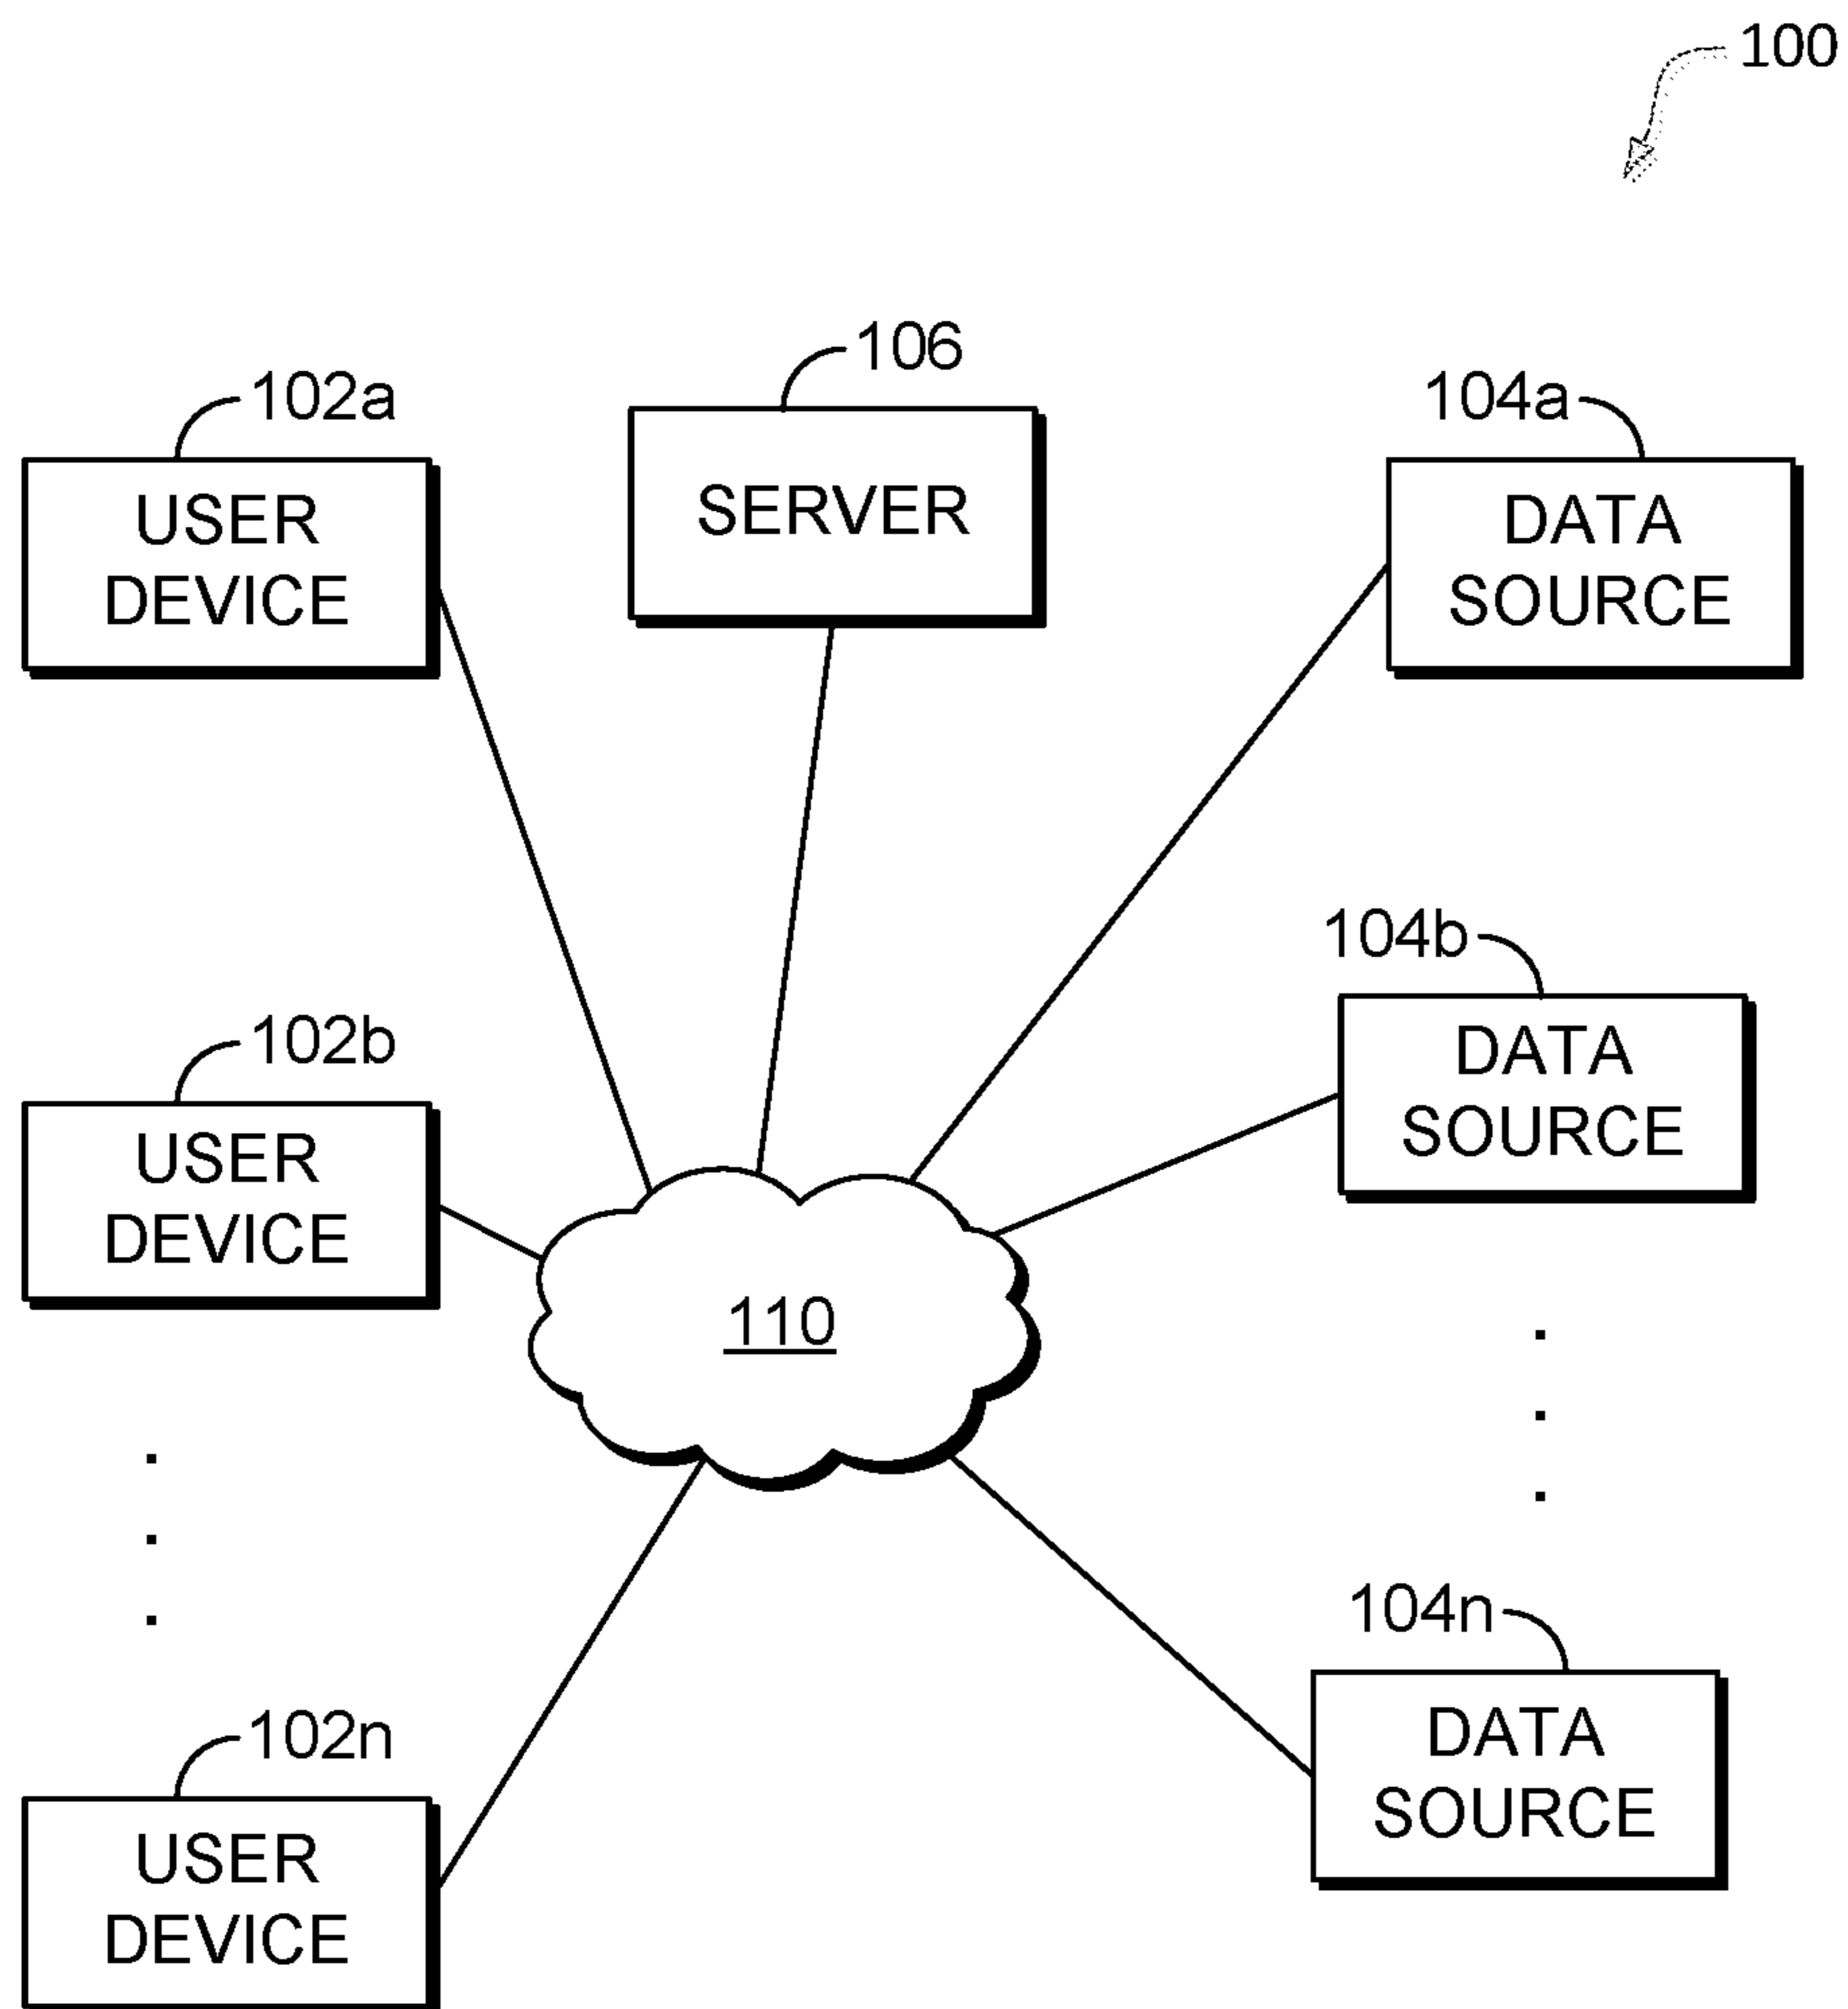 100
106
102a
104a
USER
DEVICE
SERVER
DATA
SOURCE
104b
102b
DATA
SOURCE
USER
DEVICE
110
104n
102n
DATA
SOURCE
USER
DEVICE